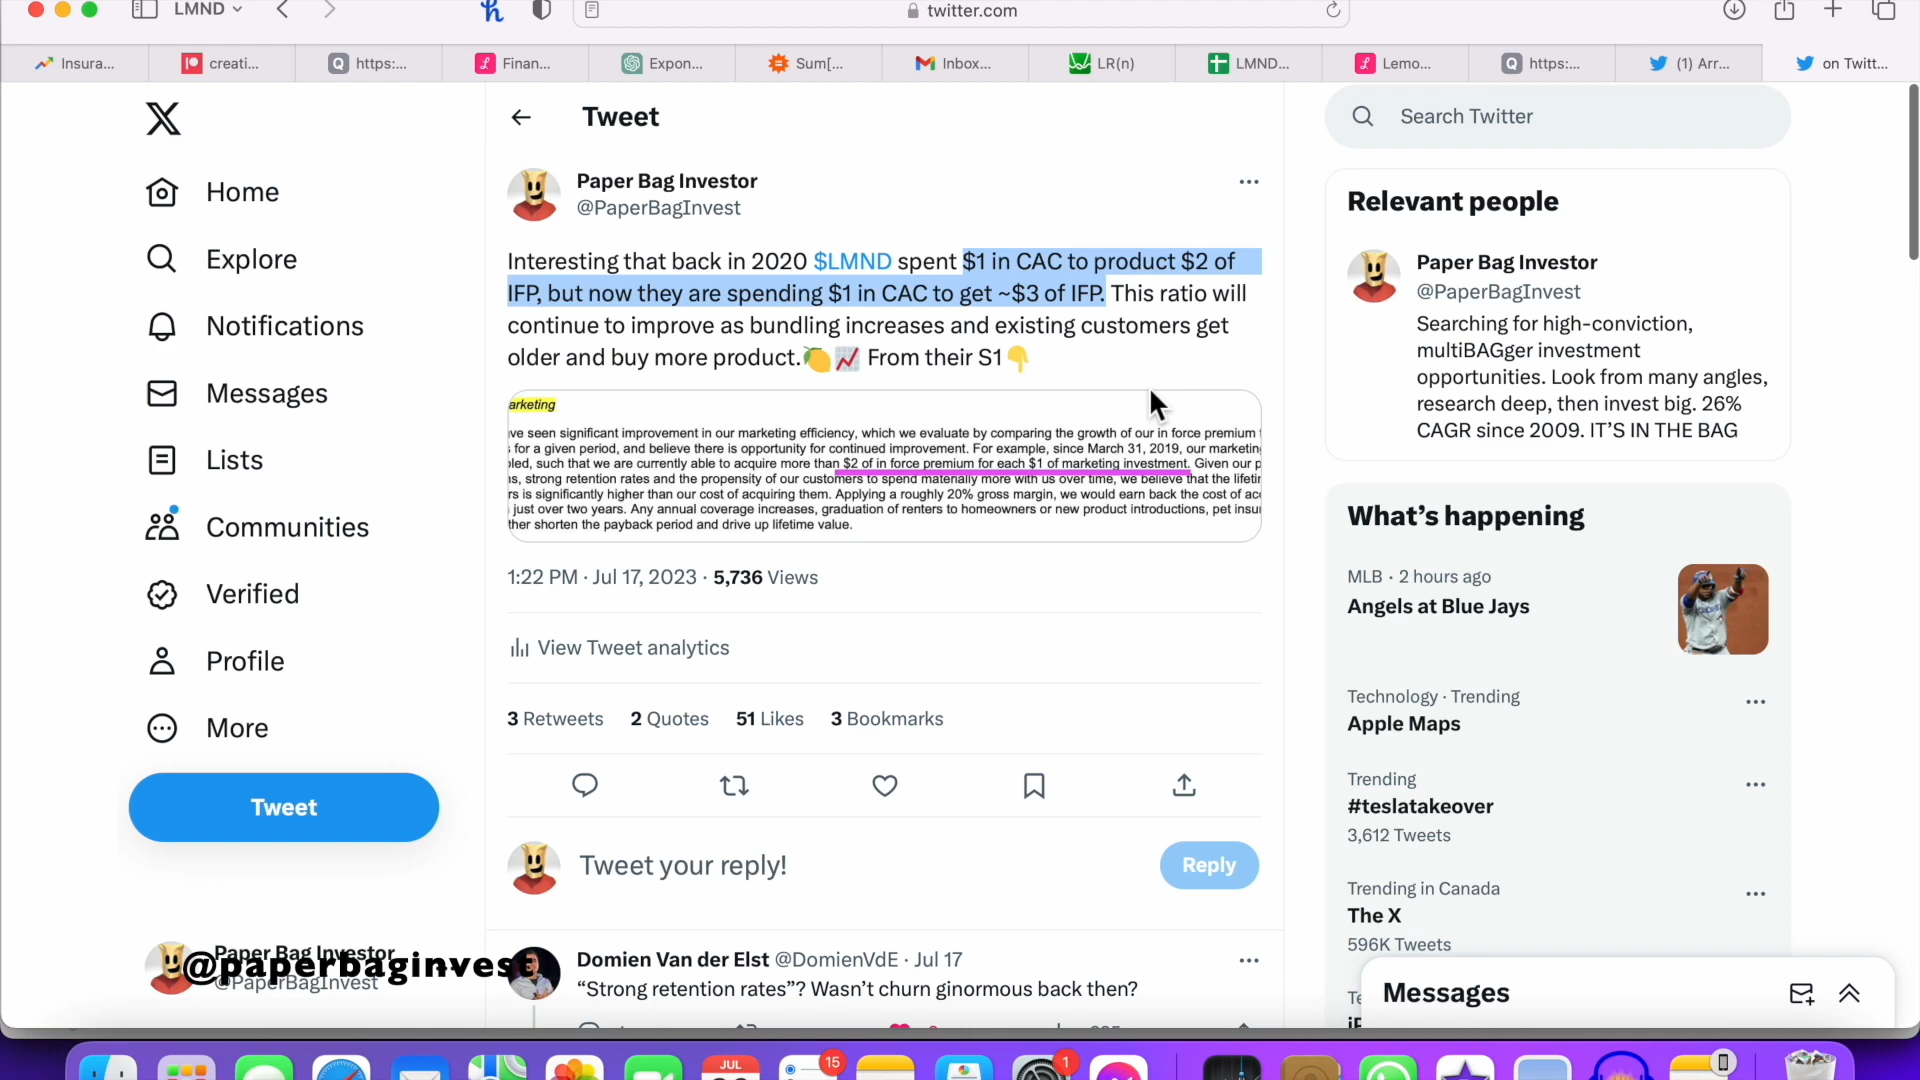 LMND
twitter.com
Insura...
creati...
https:...
Finan...
Expon...
Sum[...
Inbox...
LR(n)
LMND...
Lemo...
https:...
(1) Arr...
on Twitt...
Home
Explore
Notifications
Messages
Lists
Communities
Verified
Profile
More
Tweet
Paper Bag Investor
@PaperBagInvest
@paperbaginvest
Tweet
Paper Bag Investor
@PaperBagInvest
Interesting that back in 2020 $LMND spent $1 in CAC to product $2 of
IFP, but now they are spending $1 in CAC to get ~$3 of IFP. This ratio will
continue to improve as bundling increases and existing customers get
older and buy more product.🍋📈 From their S1👇
arketing
ve seen significant improvement in our marketing efficiency, which we evaluate by comparing the growth of our in force premium
for a given period, and believe there is opportunity for continued improvement. For example, since March 31, 2019, our marketing
led, such that we are currently able to acquire more than $2 of in force premium for each $1 of marketing investment. Given our p
s, strong retention rates and the propensity of our customers to spend materially more with us over time, we believe that the lifetir
rs is significantly higher than our cost of acquiring them. Applying a roughly 20% gross margin, we would earn back the cost of ac
just over two years. Any annual coverage increases, graduation of renters to homeowners or new product introductions, pet insu
ther shorten the payback period and drive up lifetime value.
1:22 PM · Jul 17, 2023 · 5,736 Views
View Tweet analytics
3 Retweets 2 Quotes 51 Likes 3 Bookmarks
Tweet your reply!
Reply
Domien Van der Elst @DomienVdE · Jul 17
“Strong retention rates”? Wasn’t churn ginormous back then?
Search Twitter
Relevant people
Paper Bag Investor
@PaperBagInvest
Searching for high-conviction,
multiBAGger investment
opportunities. Look from many angles,
research deep, then invest big. 26%
CAGR since 2009. IT’S IN THE BAG
What’s happening
MLB · 2 hours ago
Angels at Blue Jays
Technology · Trending
Apple Maps
Trending
#teslatakeover
3,612 Tweets
Trending in Canada
The X
596K Tweets
Messages
JUL
15
1